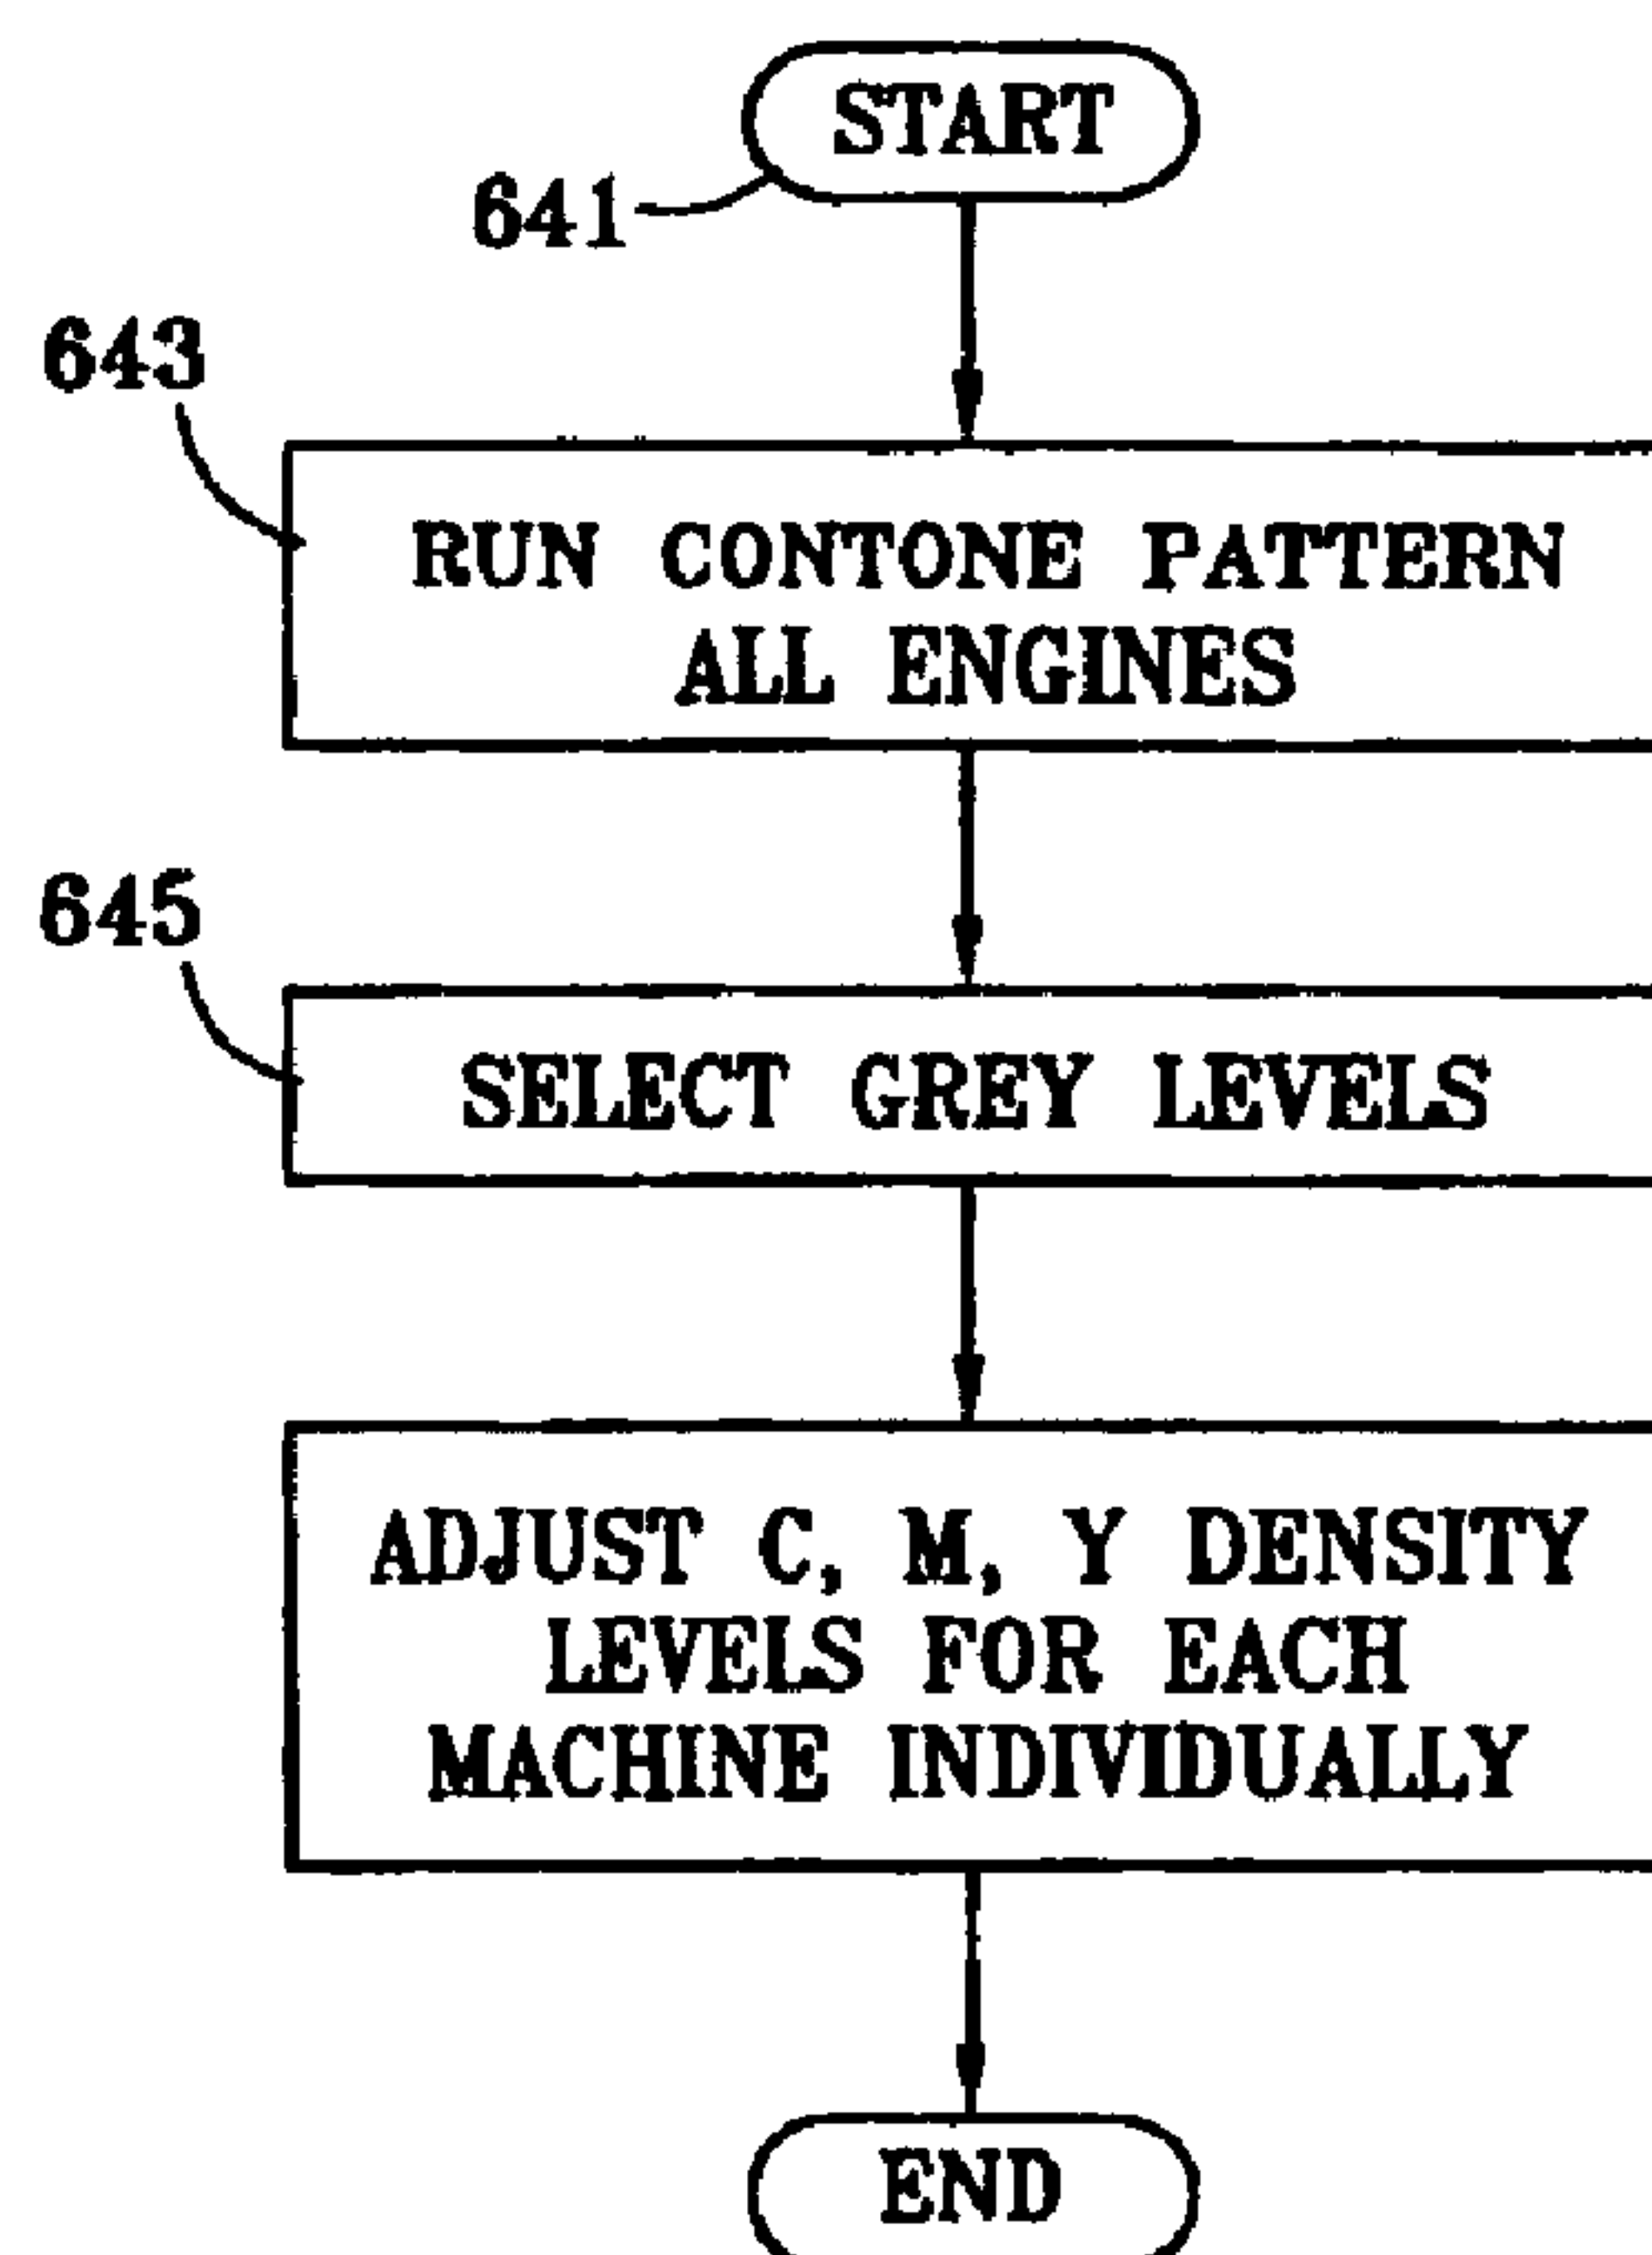 START
641
643
RUN CONTONE PATTERN
ALL ENGINES
645
SELECT GREY LEVELS
ADJUST C, M, Y DENSITY
LEVELS FOR EACH
MACHINE INDIVIDUALLY
END